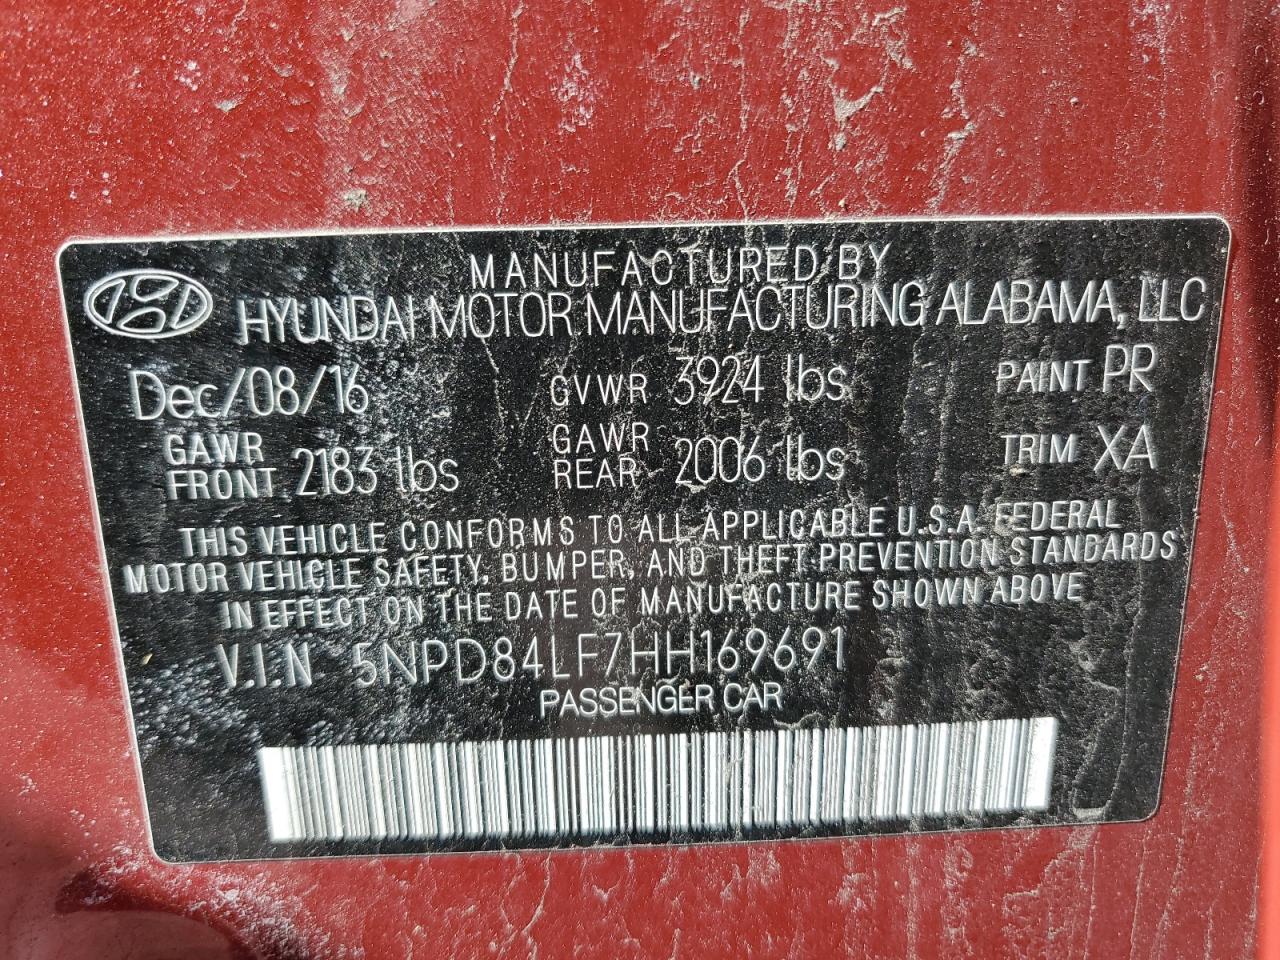 MANUFACTURED BY
HYUNDAI MOTOR MANUFACTURING ALABAMA, LLC
Dec/08/16 GVWR 3924 lbs PAINT PR
GAWR FRONT 2183 lbs GAWR REAR 2006 lbs TRIM XA
THIS VEHICLE CONFORMS TO ALL APPLICABLE U.S.A. FEDERAL
MOTOR VEHICLE SAFETY, BUMPER, AND THEFT PREVENTION STANDARDS
IN EFFECT ON THE DATE OF MANUFACTURE SHOWN ABOVE
V.I.N 5NPD84LF7HH169691
PASSENGER CAR